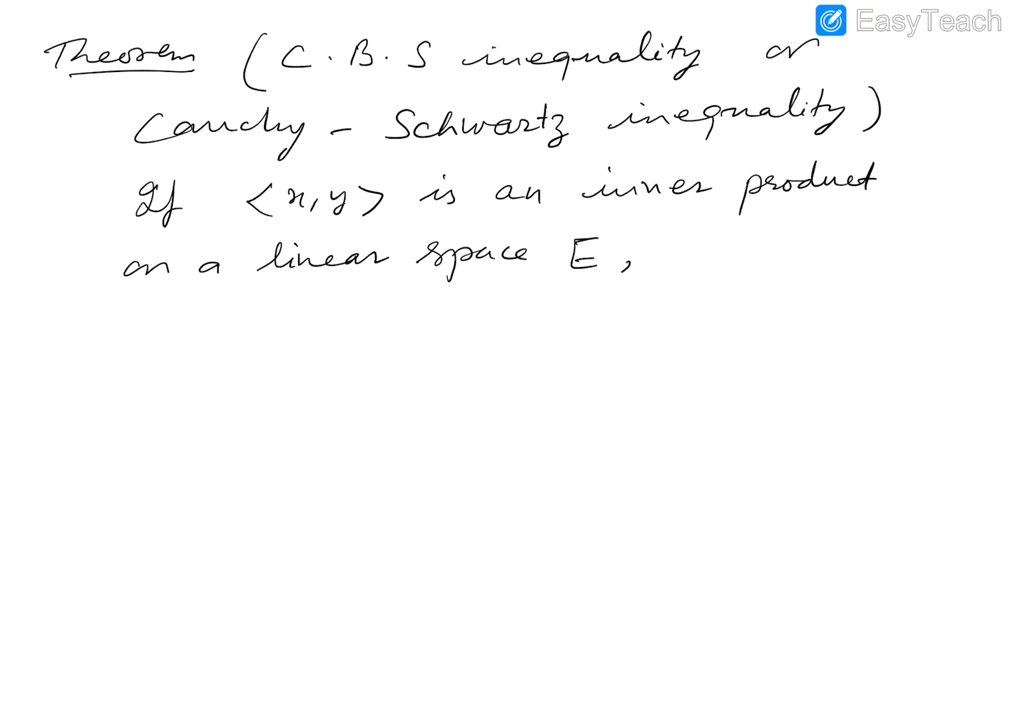 EasyTeach
Theorem (C.B.S inequality or
Cauchy - Schwartz inequality)
If <x,y> is an inner product
on a linear space E,